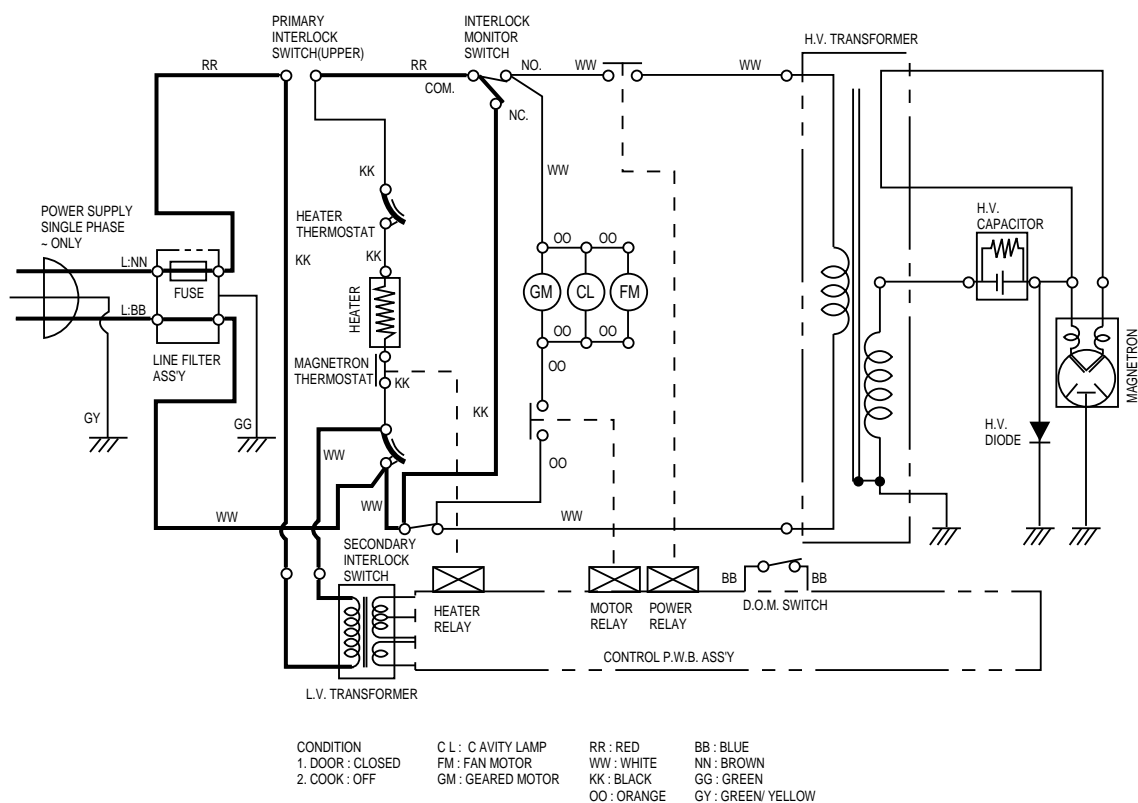 PRIMARY
INTERLOCK
SWITCH(UPPER)
INTERLOCK
MONITOR
SWITCH
H.V. TRANSFORMER
RR
RR
COM.
NO.
WW
WW
NC.
KK
WW
POWER SUPPLY
SINGLE PHASE
~ ONLY
HEATER
THERMOSTAT
H.V.
CAPACITOR
L:NN
FUSE
KK
KK
OO
OO
GM
CL
FM
L:BB
HEATER
OO
OO
LINE FILTER
ASS'Y
MAGNETRON
THERMOSTAT
KK
OO
MAGNETRON
GY
GG
KK
H.V.
DIODE
WW
OO
WW
WW
WW
SECONDARY
INTERLOCK
SWITCH
BB
BB
HEATER
RELAY
MOTOR
RELAY
POWER
RELAY
D.O.M. SWITCH
CONTROL P.W.B. ASS'Y
L.V. TRANSFORMER
CONDITION
1. DOOR : CLOSED
2. COOK : OFF
C L : C AVITY LAMP
FM : FAN MOTOR
GM : GEARED MOTOR
RR : RED
WW : WHITE
KK : BLACK
OO : ORANGE
BB : BLUE
NN : BROWN
GG : GREEN
GY : GREEN/ YELLOW